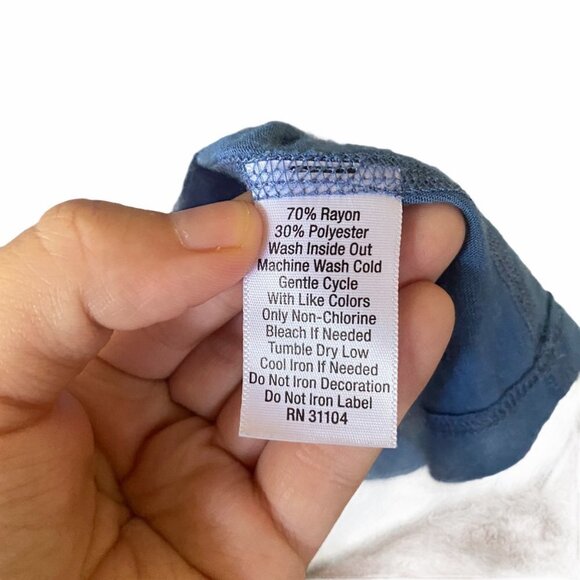 70% Rayon
30% Polyester
Wash Inside Out
Machine Wash Cold
Gentle Cycle
With Like Colors
Only Non-Chlorine
Bleach If Needed
Tumble Dry Low
Cool Iron If Needed
Do Not Iron Decoration
Do Not Iron Label
RN 31104